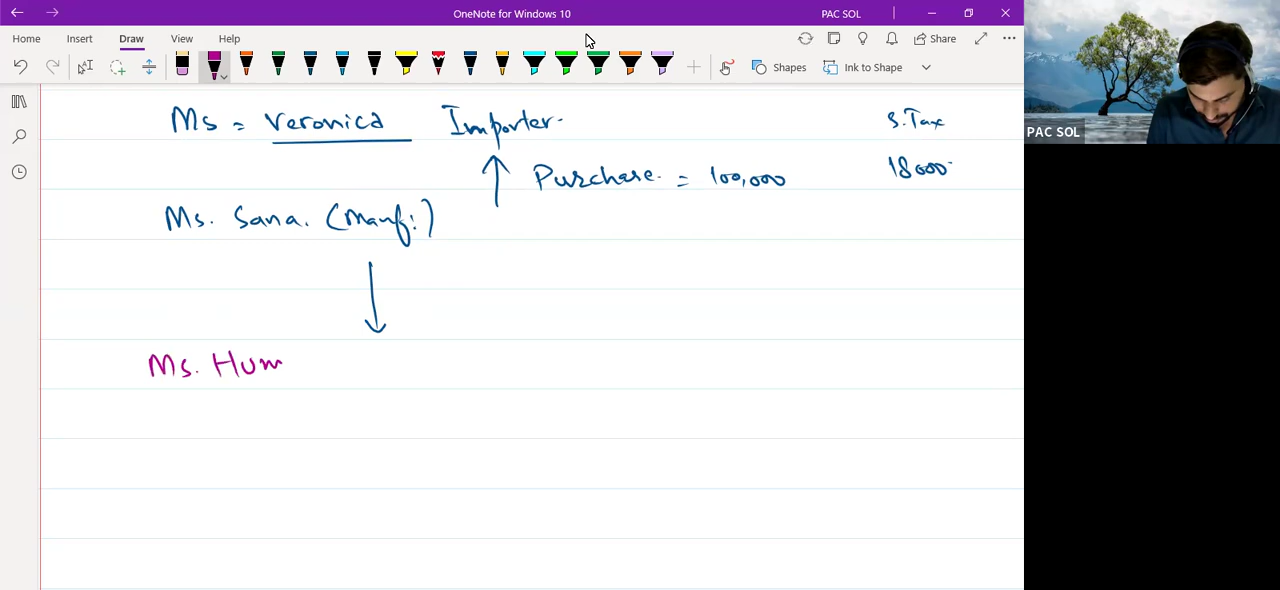 OneNote for Windows 10
PAC SOL
Home Insert Draw View Help
Share
Shapes
Ink to Shape
Ms = Veronica Importer.
S.Tax
Purchase. = 100,000
18000
Ms. Sana. (Manf:)
Ms. Hum
PAC SOL